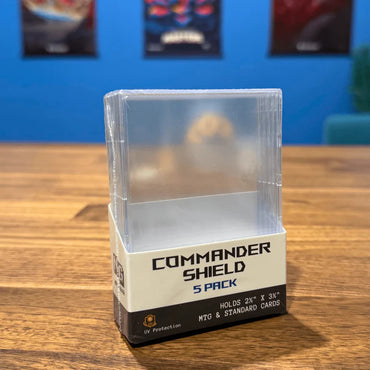 COMMANDER
SHIELD
5 PACK
HOLDS 2½" X 3½"
MTG & STANDARD CARDS
UV Protection